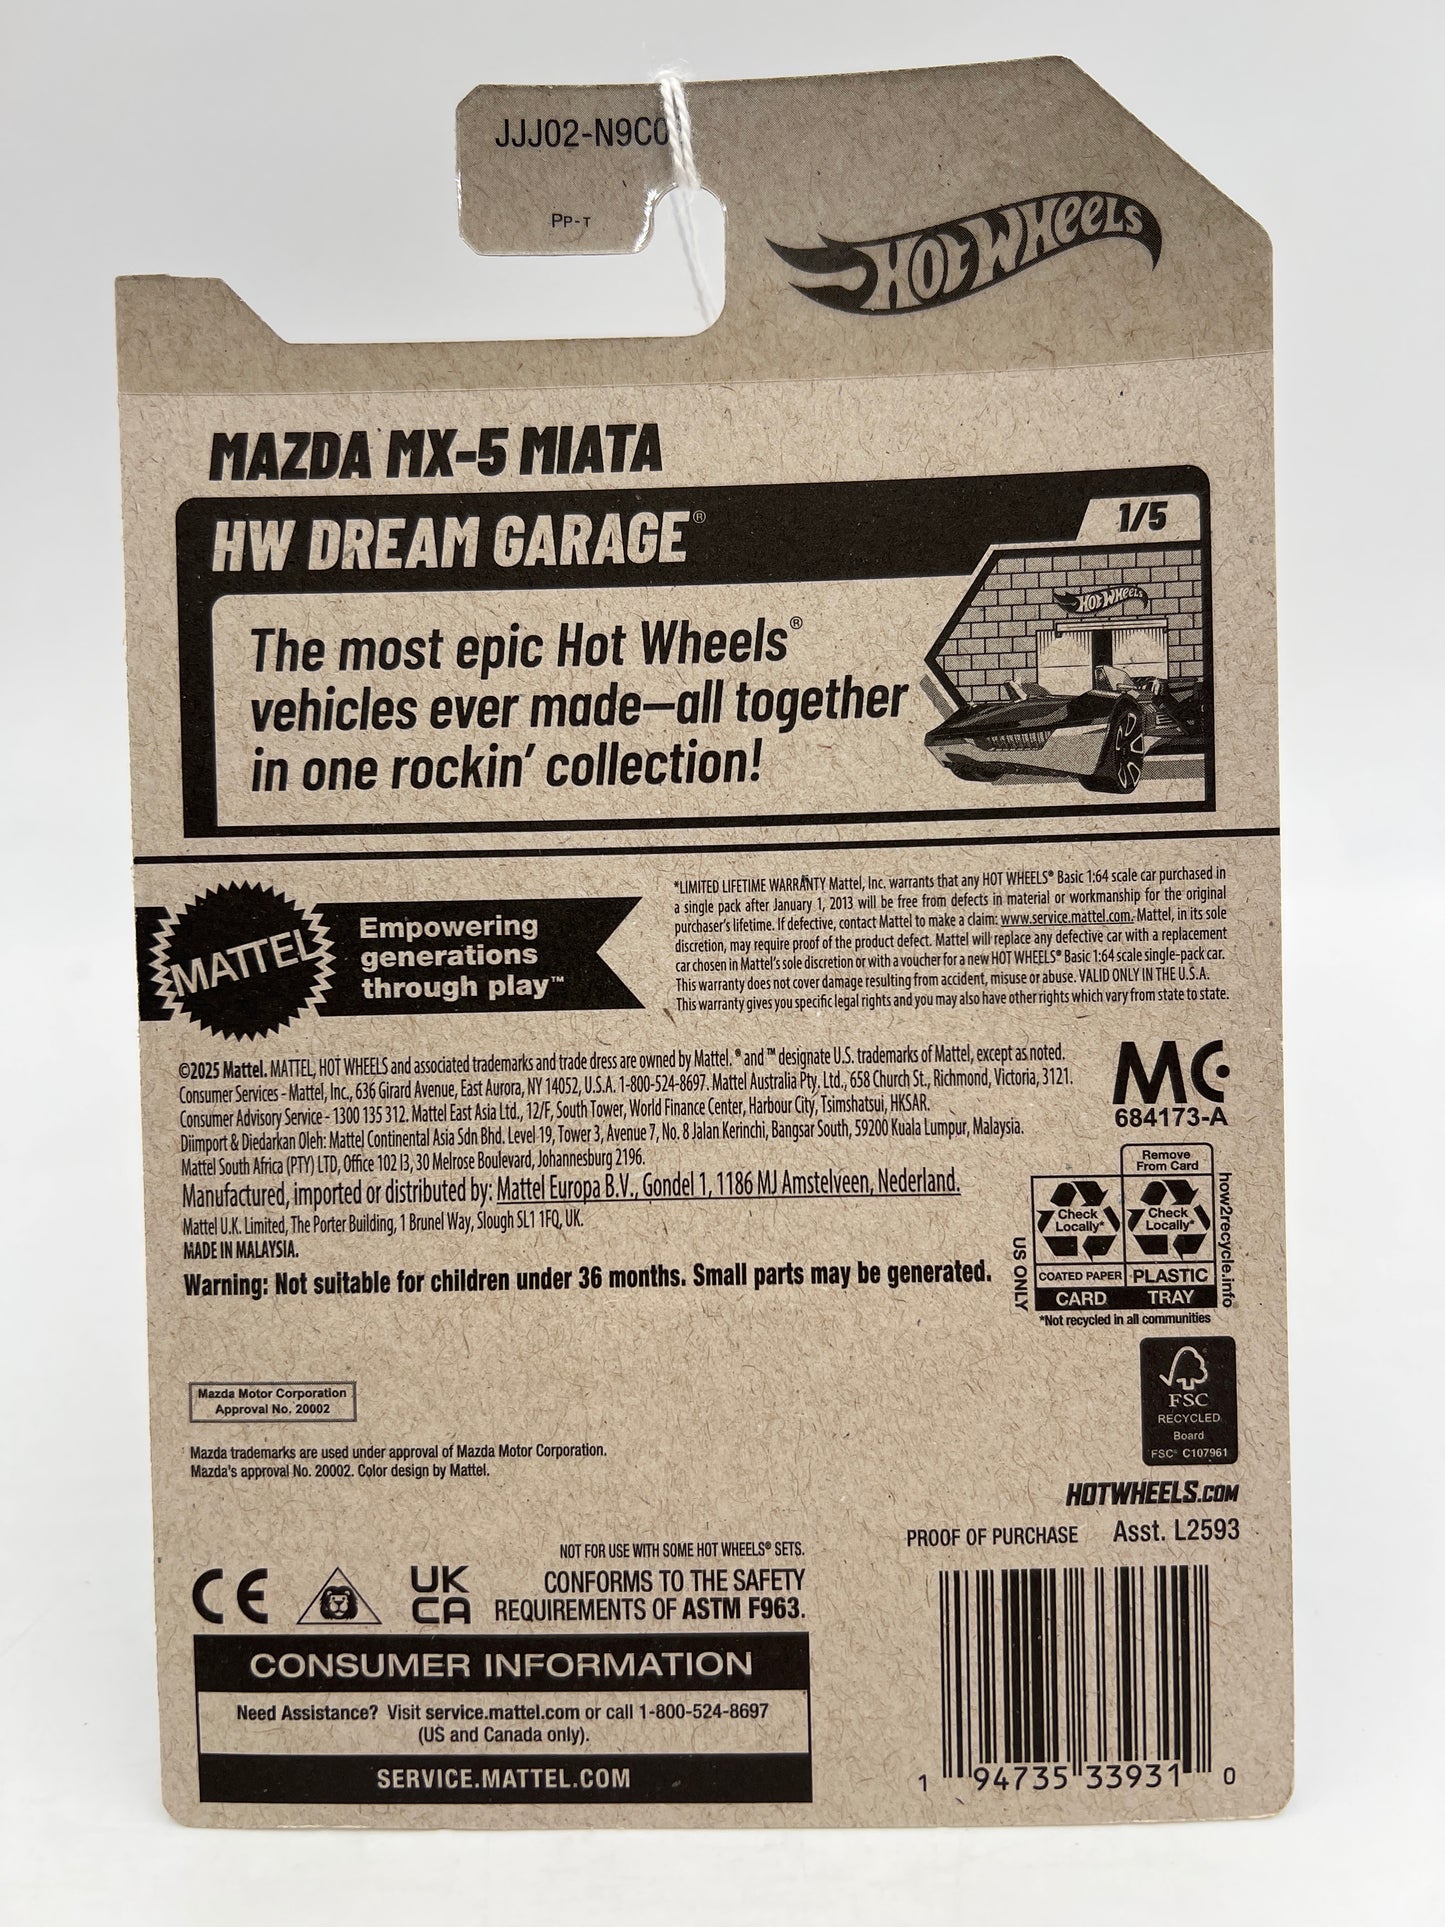 JJJ02-N9C0
PP-T
HOT WHEELS
MAZDA MX-5 MIATA
HW DREAM GARAGE®
1/5
HOT WHEELS
The most epic Hot Wheels®
vehicles ever made—all together
in one rockin' collection!
MATTEL
Empowering
generations
through play™
*LIMITED LIFETIME WARRANTY Mattel, Inc. warrants that any HOT WHEELS® Basic 1:64 scale car purchased in
a single pack after January 1, 2013 will be free from defects in material or workmanship for the original
purchaser's lifetime. If defective, contact Mattel to make a claim: www.service.mattel.com. Mattel, in its sole
discretion, may require proof of the product defect. Mattel will replace any defective car with a replacement
car chosen in Mattel's sole discretion or with a voucher for a new HOT WHEELS® Basic 1:64 scale single-pack car.
This warranty does not cover damage resulting from accident, misuse or abuse. VALID ONLY IN THE U.S.A.
This warranty gives you specific legal rights and you may also have other rights which vary from state to state.
©2025 Mattel. MATTEL, HOT WHEELS and associated trademarks and trade dress are owned by Mattel. ® and ™ designate U.S. trademarks of Mattel, except as noted.
Consumer Services - Mattel, Inc., 636 Girard Avenue, East Aurora, NY 14052, U.S.A. 1-800-524-8697. Mattel Australia Pty. Ltd., 658 Church St., Richmond, Victoria, 3121.
Consumer Advisory Service - 1300 135 312. Mattel East Asia Ltd., 12/F, South Tower, World Finance Center, Harbour City, Tsimshatsui, HKSAR.
Diimport & Diedarkan Oleh: Mattel Continental Asia Sdn Bhd. Level 19, Tower 3, Avenue 7, No. 8 Jalan Kerinchi, Bangsar South, 59200 Kuala Lumpur, Malaysia.
Mattel South Africa (PTY) LTD, Office 102 I3, 30 Melrose Boulevard, Johannesburg 2196.
Manufactured, imported or distributed by: Mattel Europa B.V., Gondel 1, 1186 MJ Amstelveen, Nederland.
Mattel U.K. Limited, The Porter Building, 1 Brunel Way, Slough SL1 1FQ, UK.
MADE IN MALAYSIA.
Warning: Not suitable for children under 36 months. Small parts may be generated.
MC
684173-A
Remove
From Card
Check
Locally*
Check
Locally*
US ONLY
how2recycle.info
COATED PAPER
PLASTIC
CARD
TRAY
*Not recycled in all communities
FSC
RECYCLED
Board
FSC® C107961
Mazda Motor Corporation
Approval No. 20002
Mazda trademarks are used under approval of Mazda Motor Corporation.
Mazda's approval No. 20002. Color design by Mattel.
HOTWHEELS.COM
PROOF OF PURCHASE
Asst. L2593
NOT FOR USE WITH SOME HOT WHEELS® SETS.
CE
UK
CA
CONFORMS TO THE SAFETY
REQUIREMENTS OF ASTM F963.
CONSUMER INFORMATION
Need Assistance? Visit service.mattel.com or call 1-800-524-8697
(US and Canada only).
SERVICE.MATTEL.COM
1 94735 33931 0